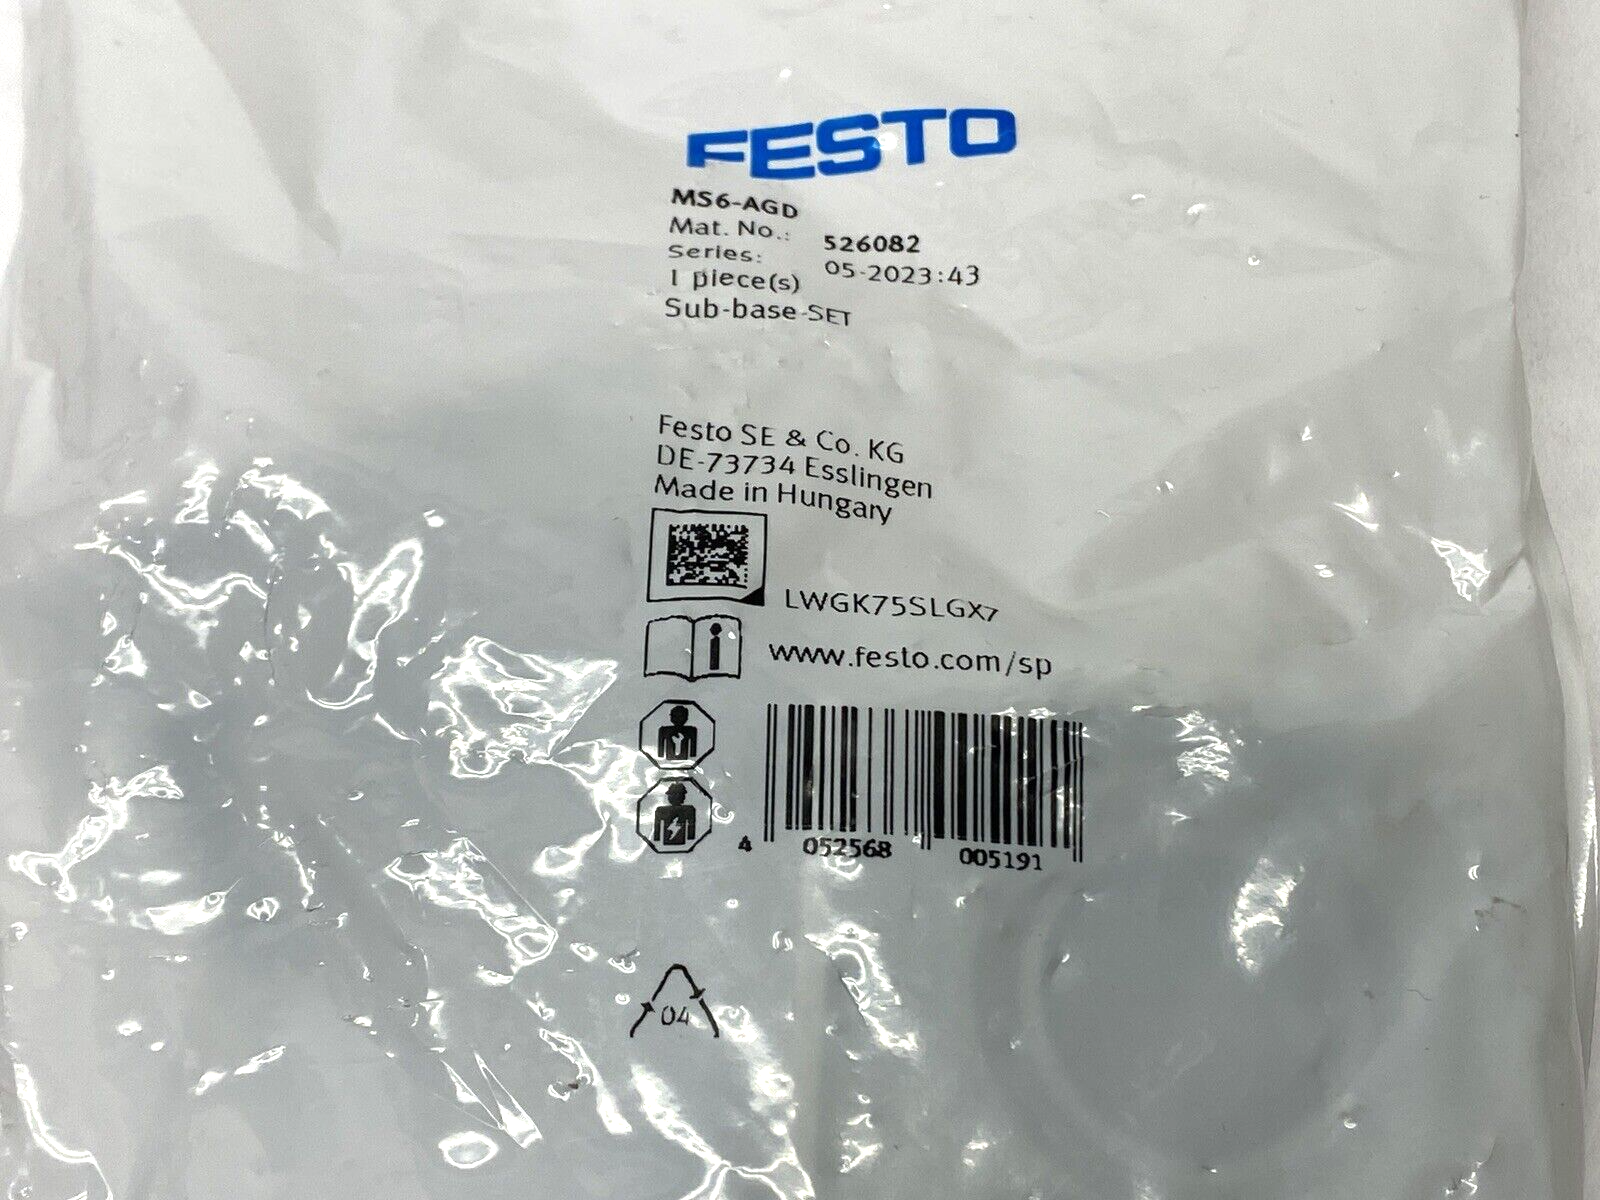 FESTO
MS6-AGD
Mat. No.: 526082
Series: 05-2023:43
1 piece(s)
Sub-base-SET
Festo SE & Co. KG
DE-73734 Esslingen
Made in Hungary
LWGK75SLGX7
i
www.festo.com/sp
4 052568 005191
04